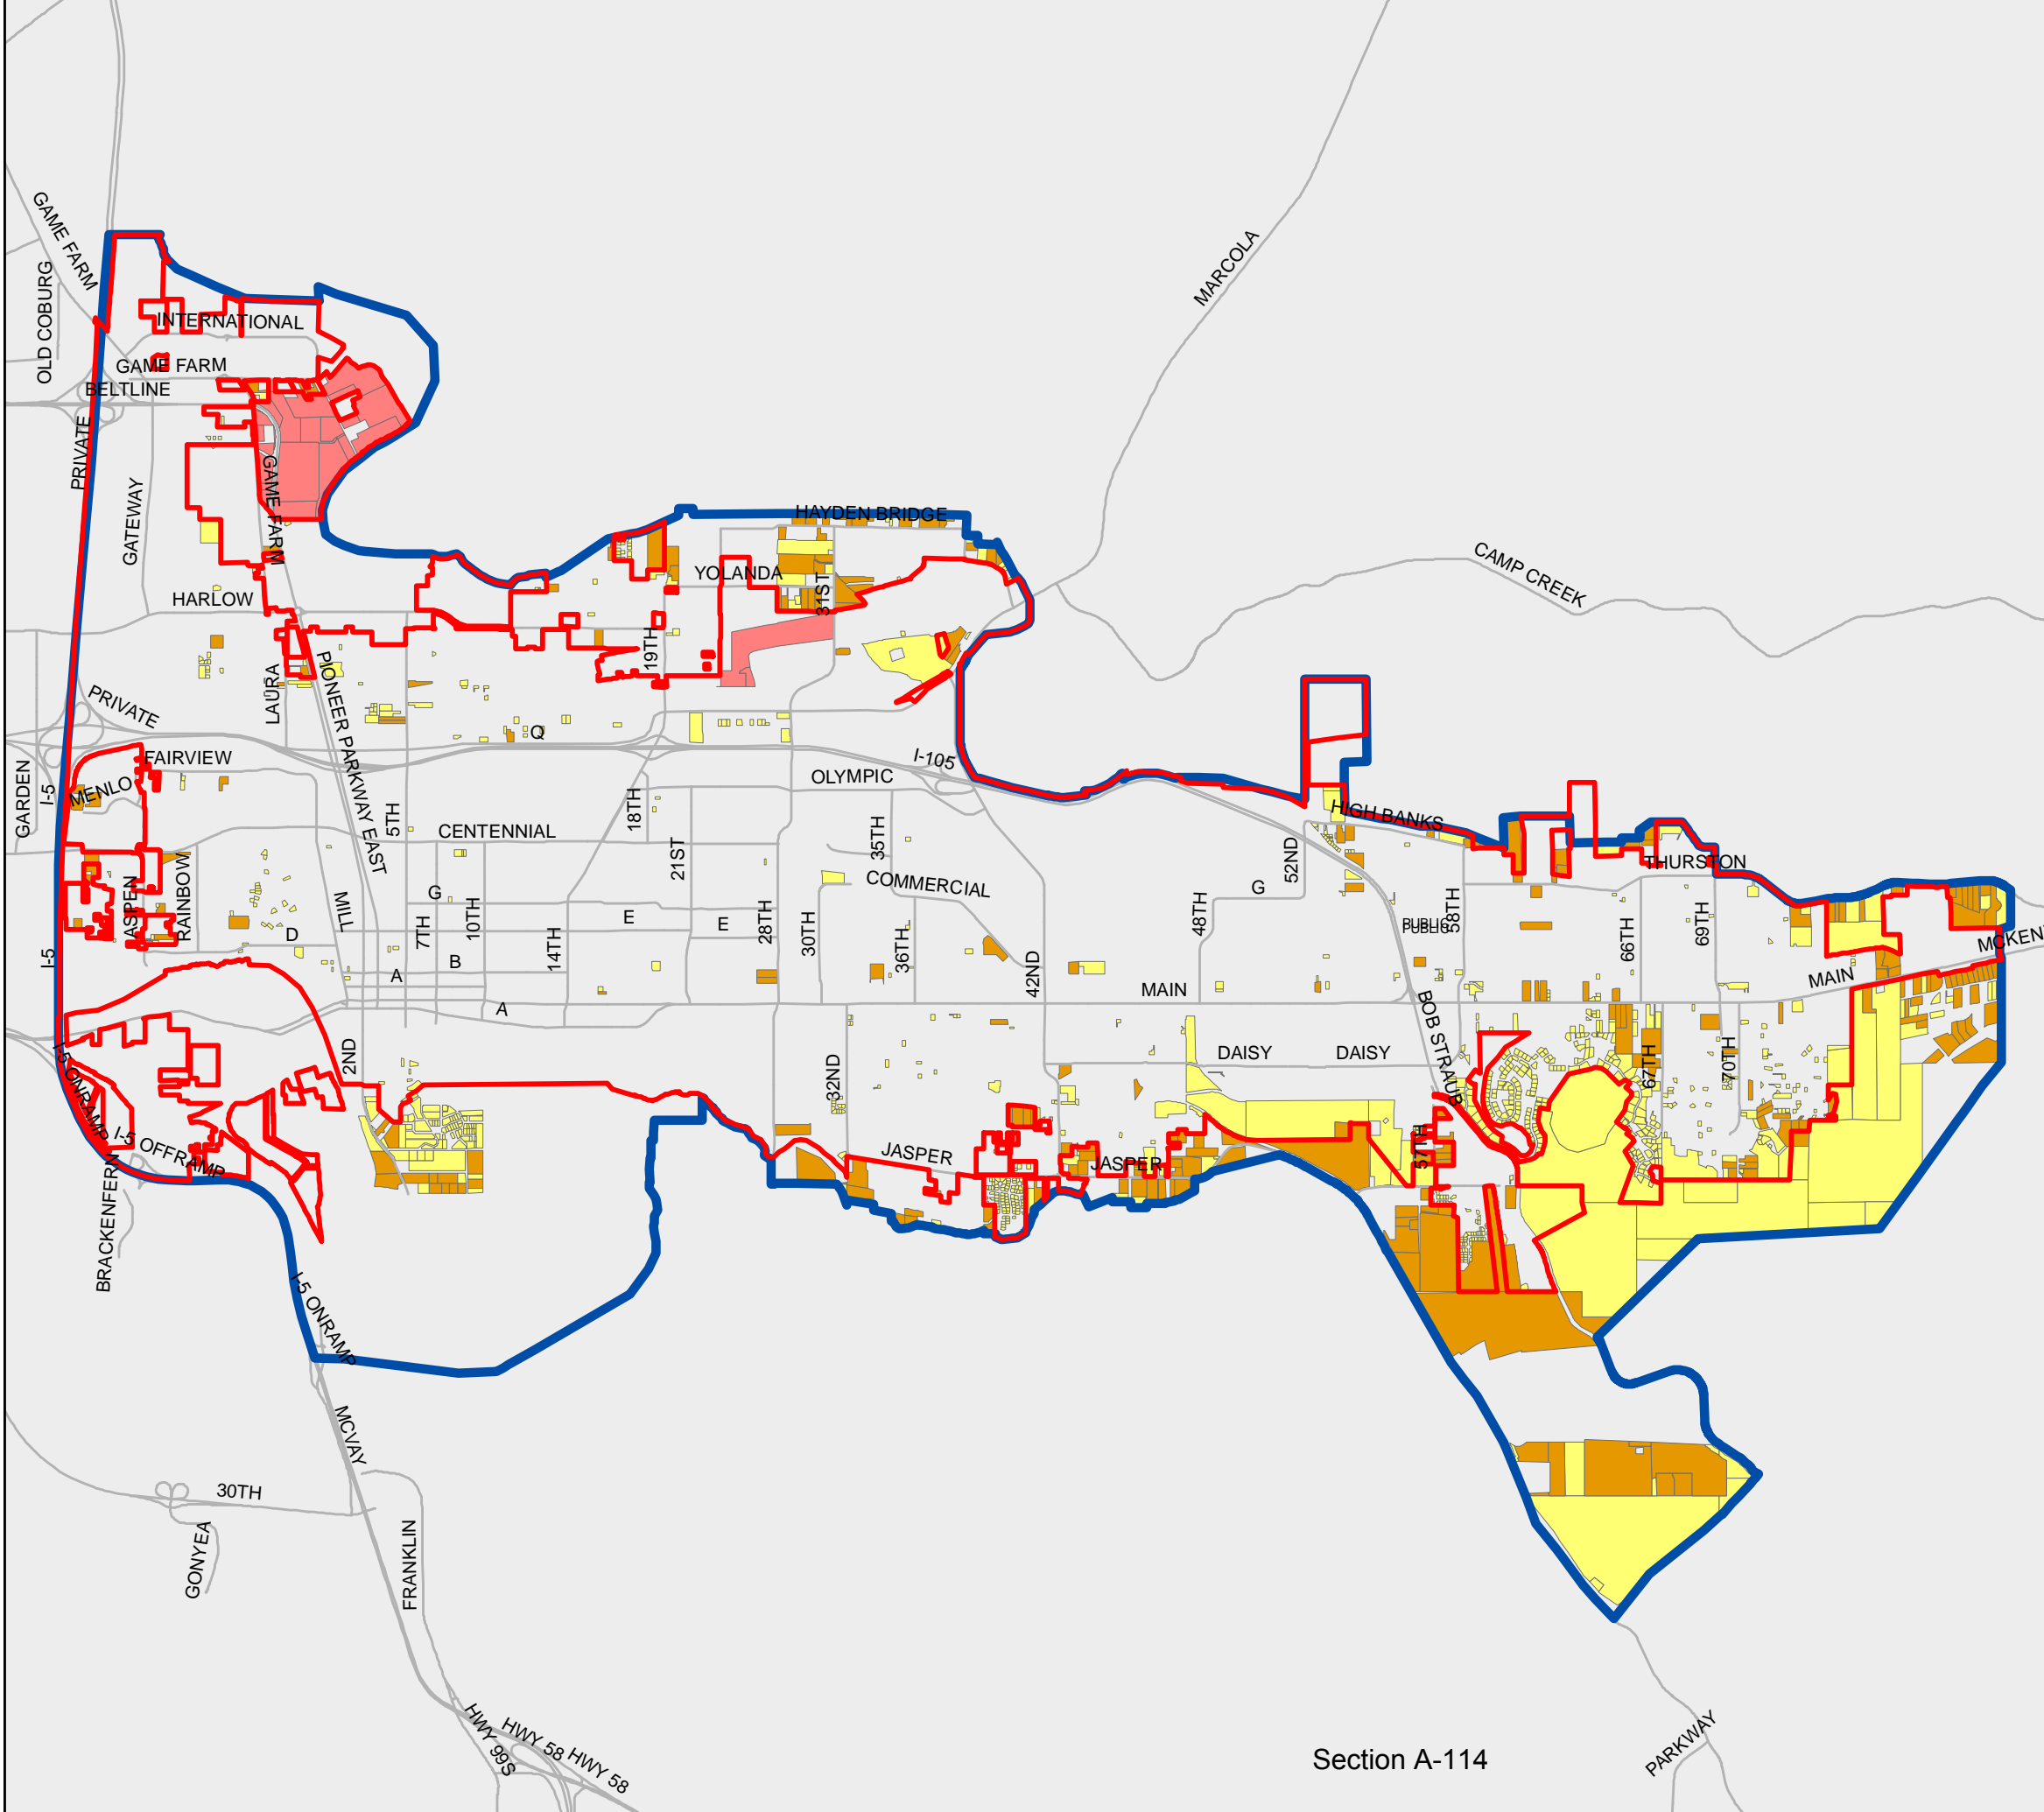 GAME FARM
OLD COBURG
MARCOLA
INTERNATIONAL
GAME FARM
BELTLINE
PRIVATE
GATEWAY
GAME FARM
HAYDEN BRIDGE
CAMP CREEK
YOLANDA
31ST
HARLOW
19TH
LAURA
PIONEER PARKWAY EAST
PRIVATE
Q
I-105
FAIRVIEW
MENLO
I-5
GARDEN
OLYMPIC
HIGH BANKS
5TH
CENTENNIAL
18TH
21ST
35TH
COMMERCIAL
52ND
THURSTON
ASPEN
RAINBOW
MILL
G
7TH
10TH
E
E
28TH
30TH
36TH
48TH
G
PUBLIC
PUBLIC
58TH
66TH
69TH
MCKEN
I-5
D
B
A
14TH
42ND
MAIN
MAIN
A
2ND
32ND
DAISY
DAISY
BOB STRAUB
67TH
70TH
I-5 ONRAMP
I-5 OFFRAMP
BRACKENFERN
JASPER
JASPER
57TH
I-5 ONRAMP
MCVAY
30TH
GONYEA
FRANKLIN
HWY 99S
HWY 58
HWY 58
Section A-114
PARKWAY